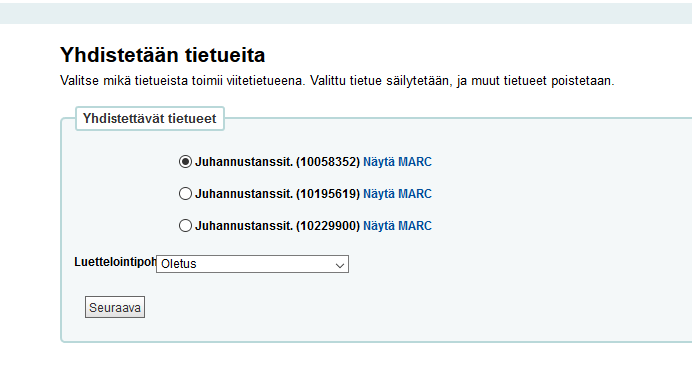 Yhdistetään tietueita
Valitse mikä tietueista toimii viitetietueena. Valittu tietue säilytetään, ja muut tietueet poistetaan.
Yhdistettävät tietueet
Juhannustanssit. (10058352) Näytä MARC
Juhannustanssit. (10195619) Näytä MARC
Juhannustanssit. (10229900) Näytä MARC
Luettelointipoh Oletus
Seuraava